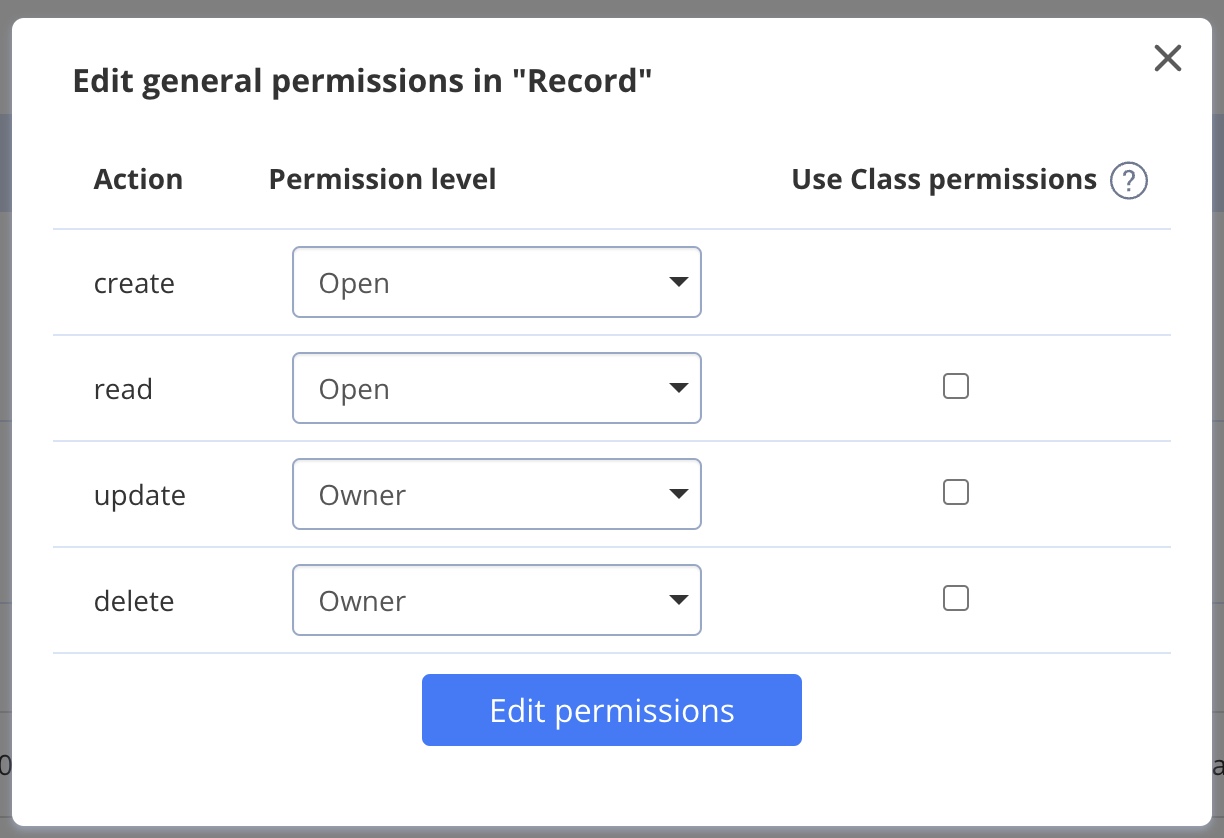 Edit general permissions in "Record"
Action Permission level Use Class permissions ?
create Open
read Open
update Owner
delete Owner
Edit permissions